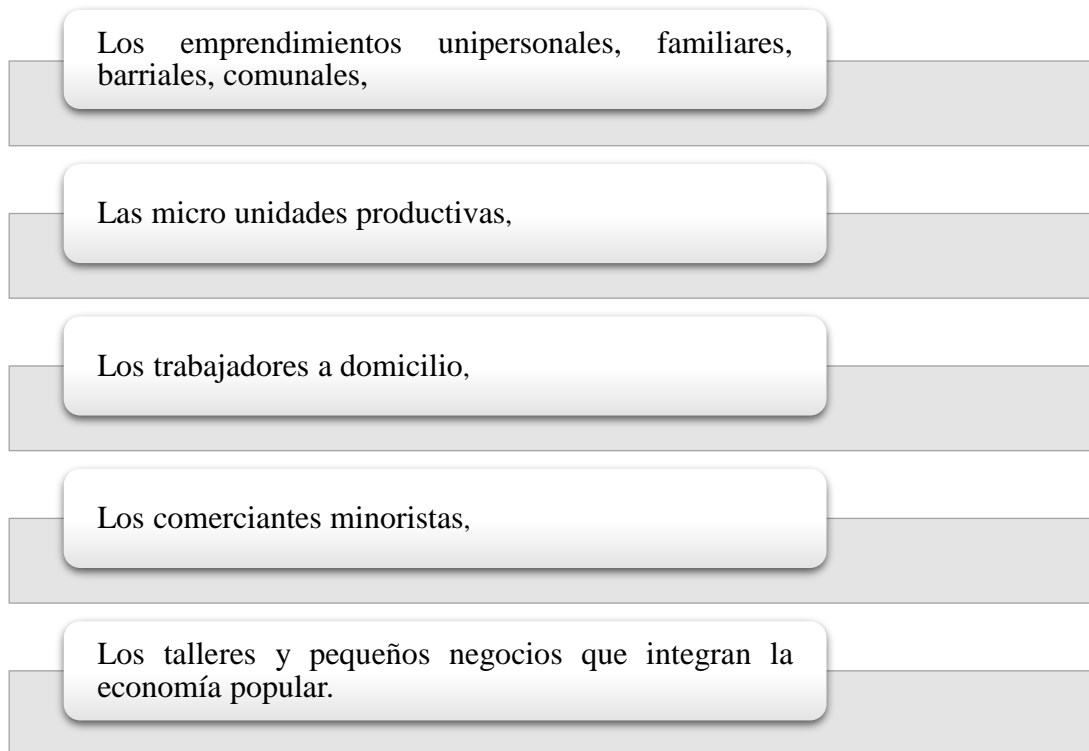 Los emprendimientos unipersonales, familiares,
barriales, comunales,
Las micro unidades productivas,
Los trabajadores a domicilio,
Los comerciantes minoristas,
Los talleres y pequeños negocios que integran la
economía popular.